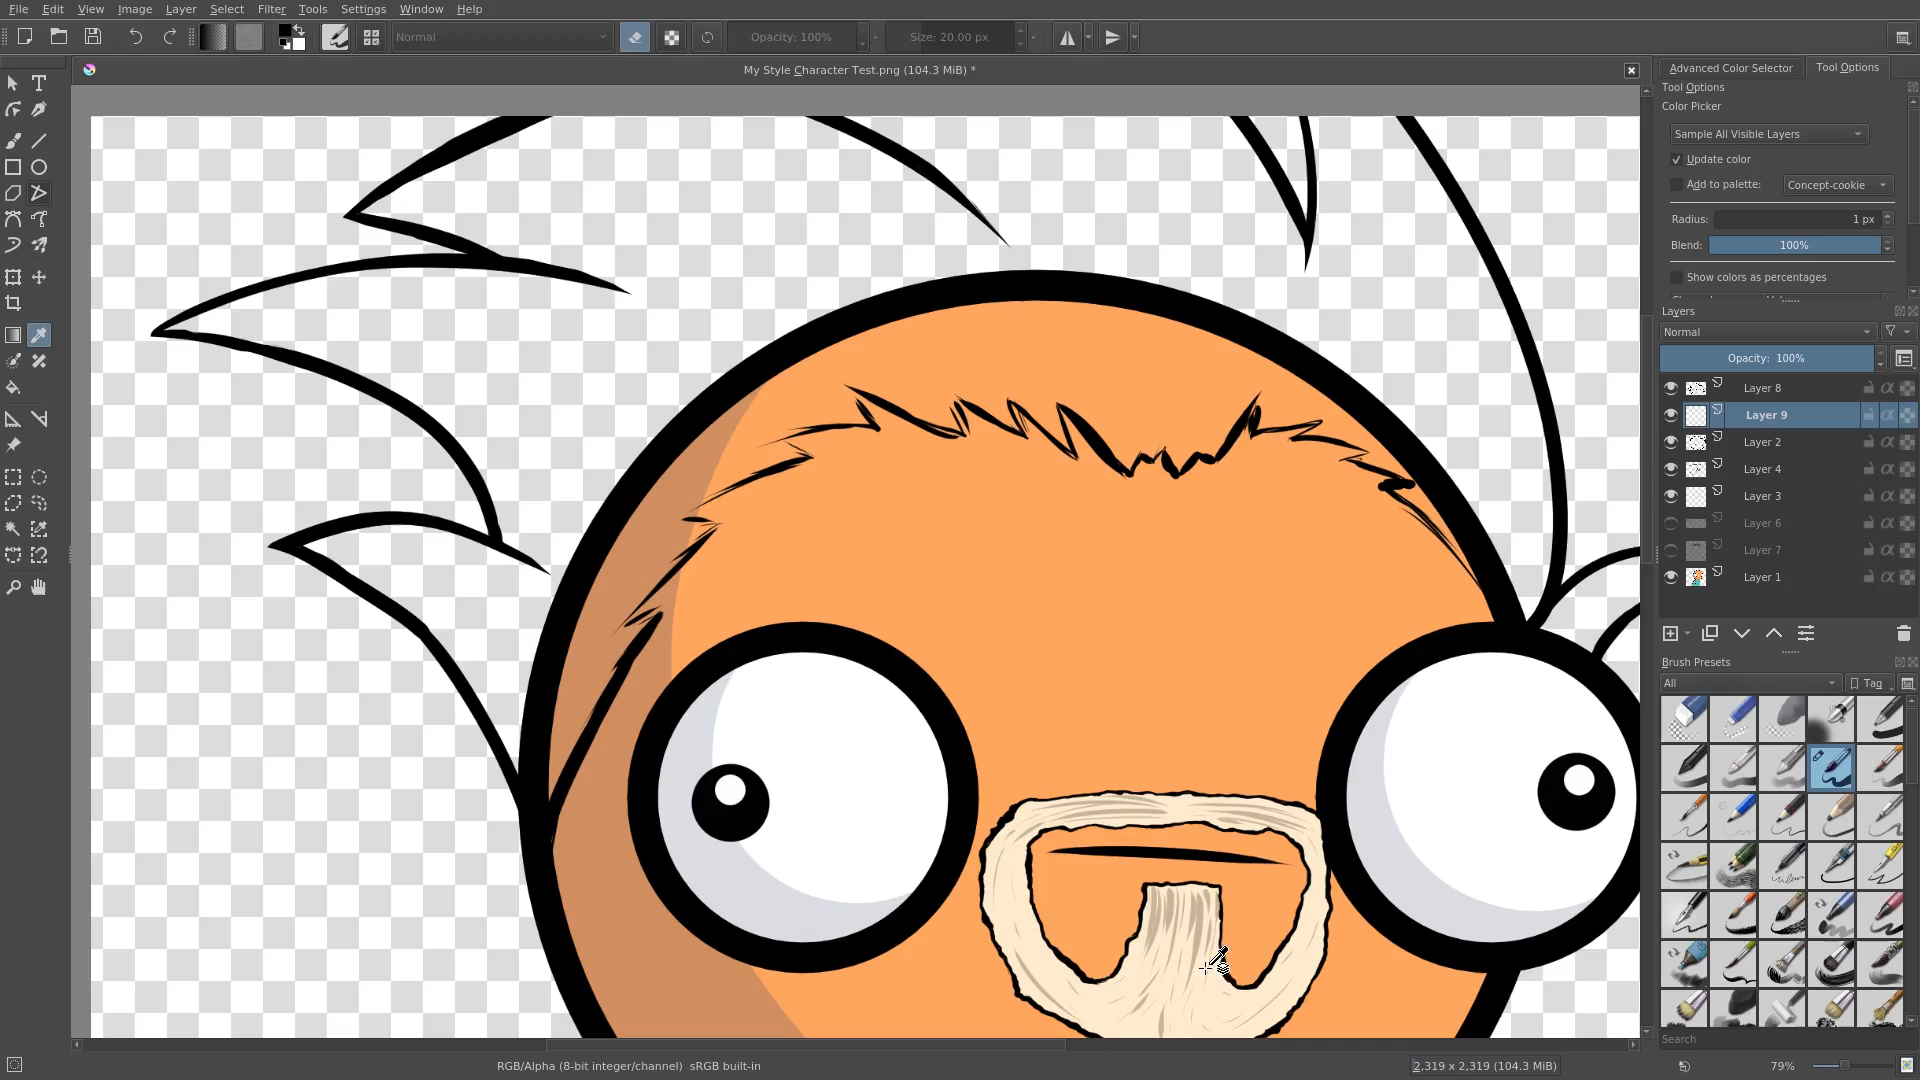 File Edit View Image Layer Select Filter Tools Settings Window Help
Normal
Opacity: 100%
Size: 20.00 px
My Style Character Test.png (104.3 MiB) *
Advanced Color Selector
Tool Options
Tool Options
Color Picker
Sample All Visible Layers
Update color
Add to palette:
Concept-cookie
Radius:
1 px
Blend:
100%
Show colors as percentages
Layers
Normal
Opacity: 100%
Layer 8
Layer 9
Layer 2
Layer 4
Layer 3
Layer 6
Layer 7
Layer 1
Brush Presets
All
Tag
Search
RGB/Alpha (8-bit integer/channel) sRGB built-in
2,319 x 2,319 (104.3 MiB)
79%